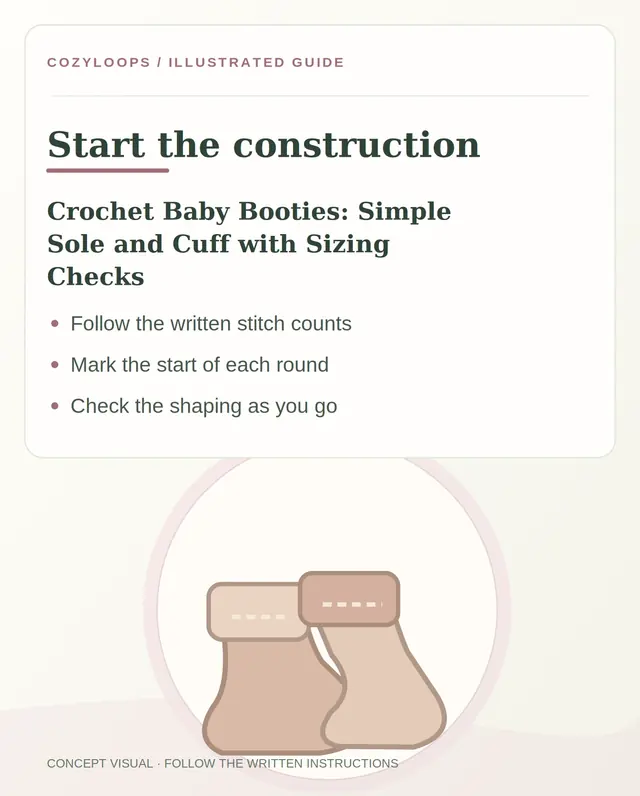 COZYLOOPS / ILLUSTRATED GUIDE
Start the construction
Crochet Baby Booties: Simple
Sole and Cuff with Sizing
Checks
• Follow the written stitch counts
• Mark the start of each round
• Check the shaping as you go
CONCEPT VISUAL · FOLLOW THE WRITTEN INSTRUCTIONS